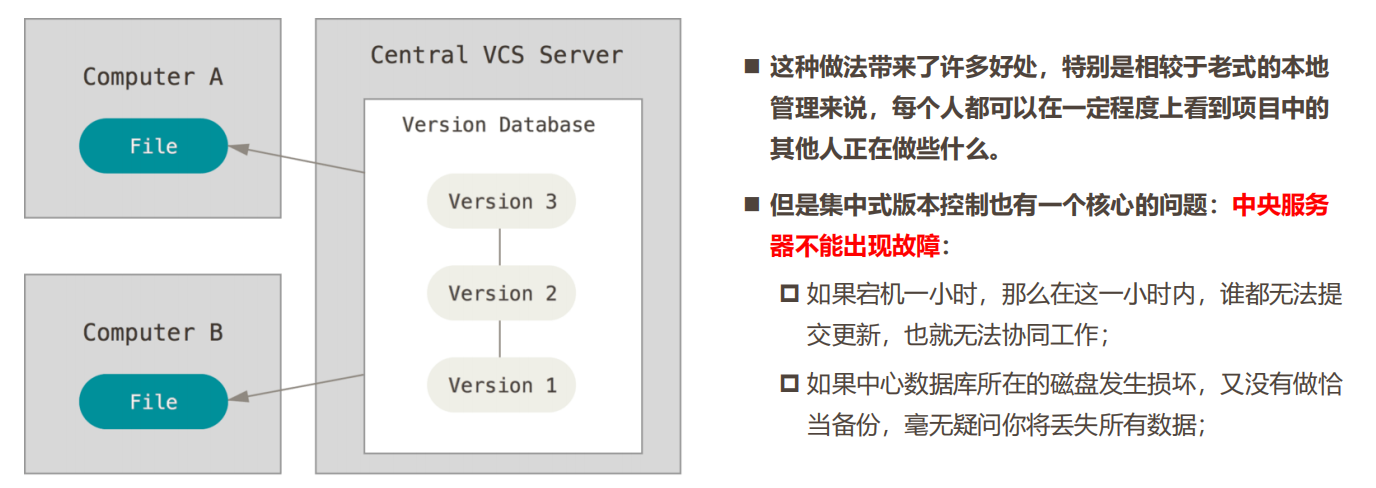 Computer A
File
Computer B
File
Central VCS Server
Version Database
Version 3
Version 2
Version 1
这种做法带来了许多好处，特别是相较于老式的本地
管理来说，每个人都可以在一定程度上看到项目中的
其他人正在做些什么。
但是集中式版本控制也有一个核心的问题：中央服务
器不能出现故障：
如果宕机一小时，那么在这一小时内，谁都无法提
交更新，也就无法协同工作；
如果中心数据库所在的磁盘发生损坏，又没有做恰
当备份，毫无疑问你将丢失所有数据；